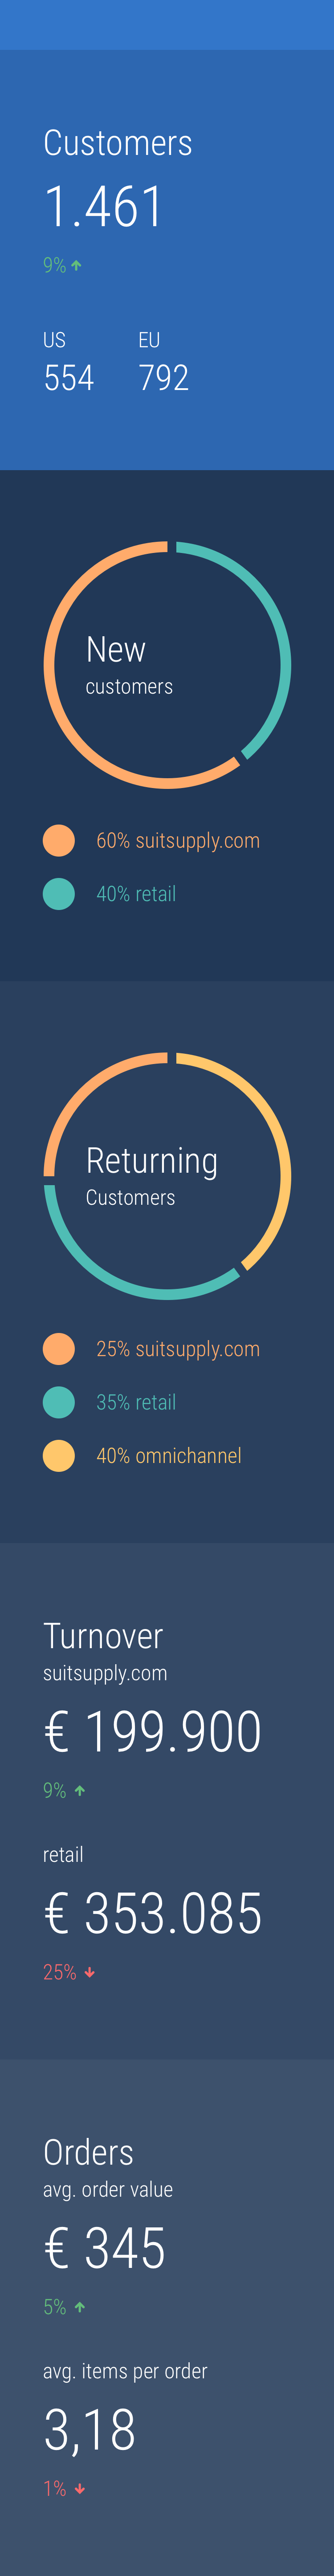 Customers
1.461
9%
US EU
554 792
New
customers
60% suitsupply.com
40% retail
Returning
Customers
25% suitsupply.com
35% retail
40% omnichannel
Turnover
suitsupply.com
€ 199.900
9%
retail
€ 353.085
25%
Orders
avg. order value
€ 345
5%
avg. items per order
3,18
1%